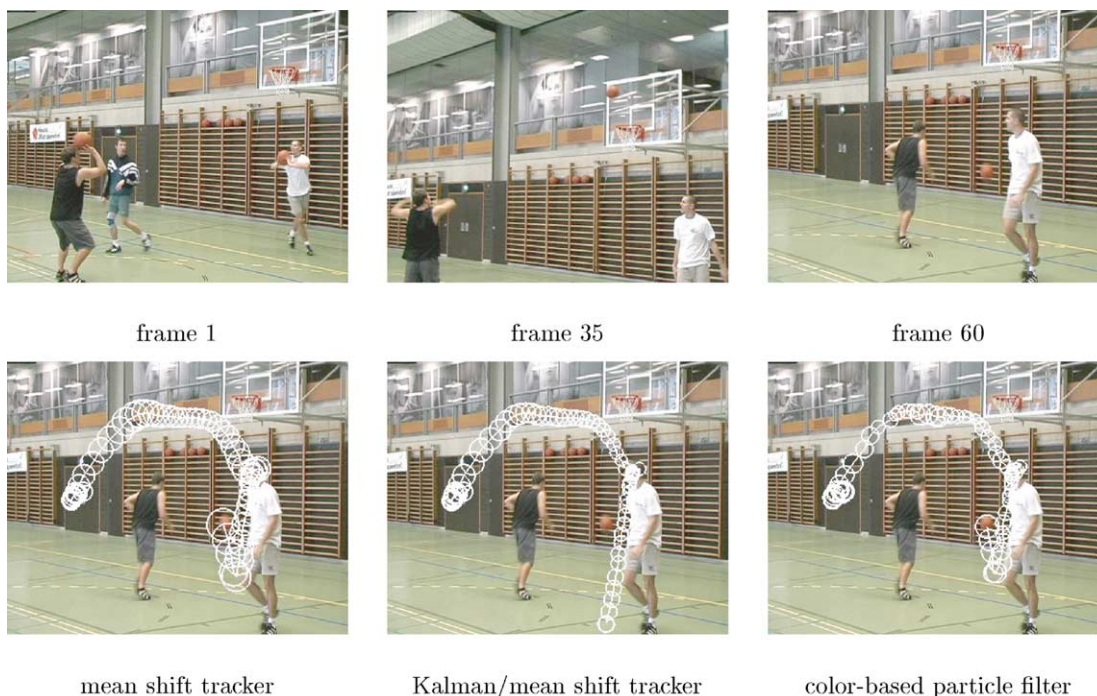 frame 1
frame 35
frame 60
mean shift tracker
Kalman/mean shift tracker
color-based particle filter